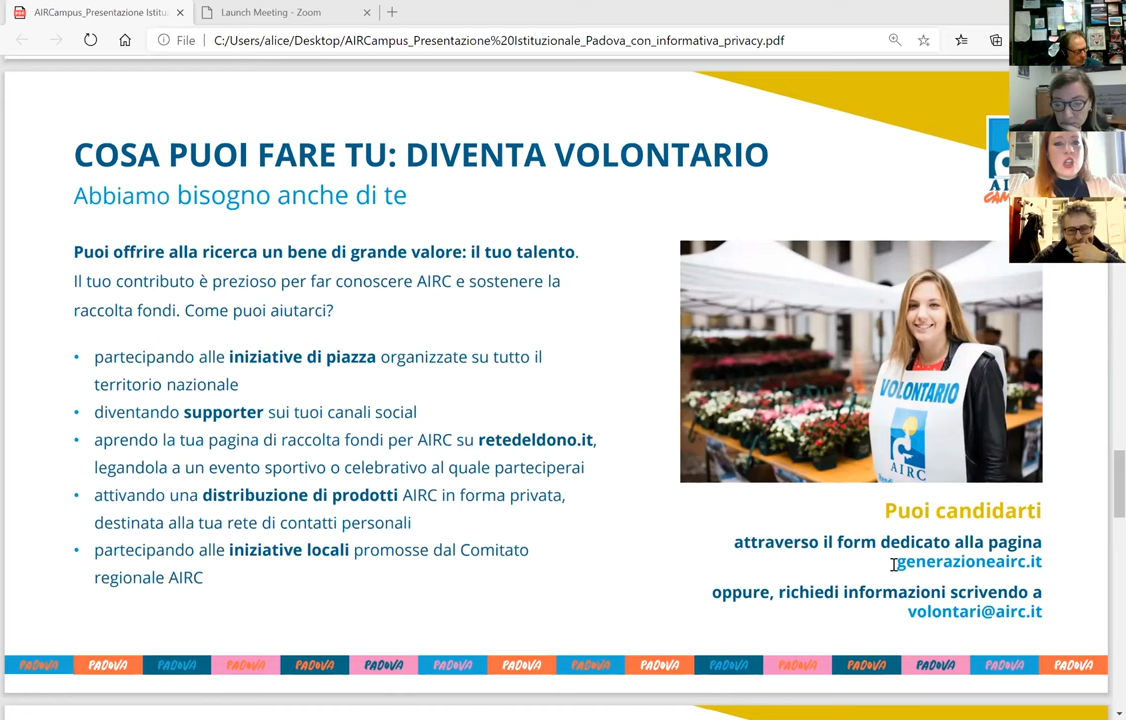 AIRCampus_Presentazione Istitu
Launch Meeting - Zoom
File
C:/Users/alice/Desktop/AIRCampus_Presentazione%20Istituzionale_Padova_con_informativa_privacy.pdf
COSA PUOI FARE TU: DIVENTA VOLONTARIO
Abbiamo bisogno anche di te
Puoi offrire alla ricerca un bene di grande valore: il tuo talento.
Il tuo contributo è prezioso per far conoscere AIRC e sostenere la
raccolta fondi. Come puoi aiutarci?
• partecipando alle iniziative di piazza organizzate su tutto il
territorio nazionale
• diventando supporter sui tuoi canali social
• aprendo la tua pagina di raccolta fondi per AIRC su retedeldono.it,
legandola a un evento sportivo o celebrativo al quale parteciperai
• attivando una distribuzione di prodotti AIRC in forma privata,
destinata alla tua rete di contatti personali
• partecipando alle iniziative locali promosse dal Comitato
regionale AIRC
VOLONTARIO
AIRC
Puoi candidarti
attraverso il form dedicato alla pagina
generazioneairc.it
oppure, richiedi informazioni scrivendo a
volontari@airc.it
PADOVA PADOVA PADOVA PADOVA PADOVA PADOVA PADOVA PADOVA PADOVA PADOVA PADOVA PADOVA PADOVA PADOVA PADOVA PADOVA